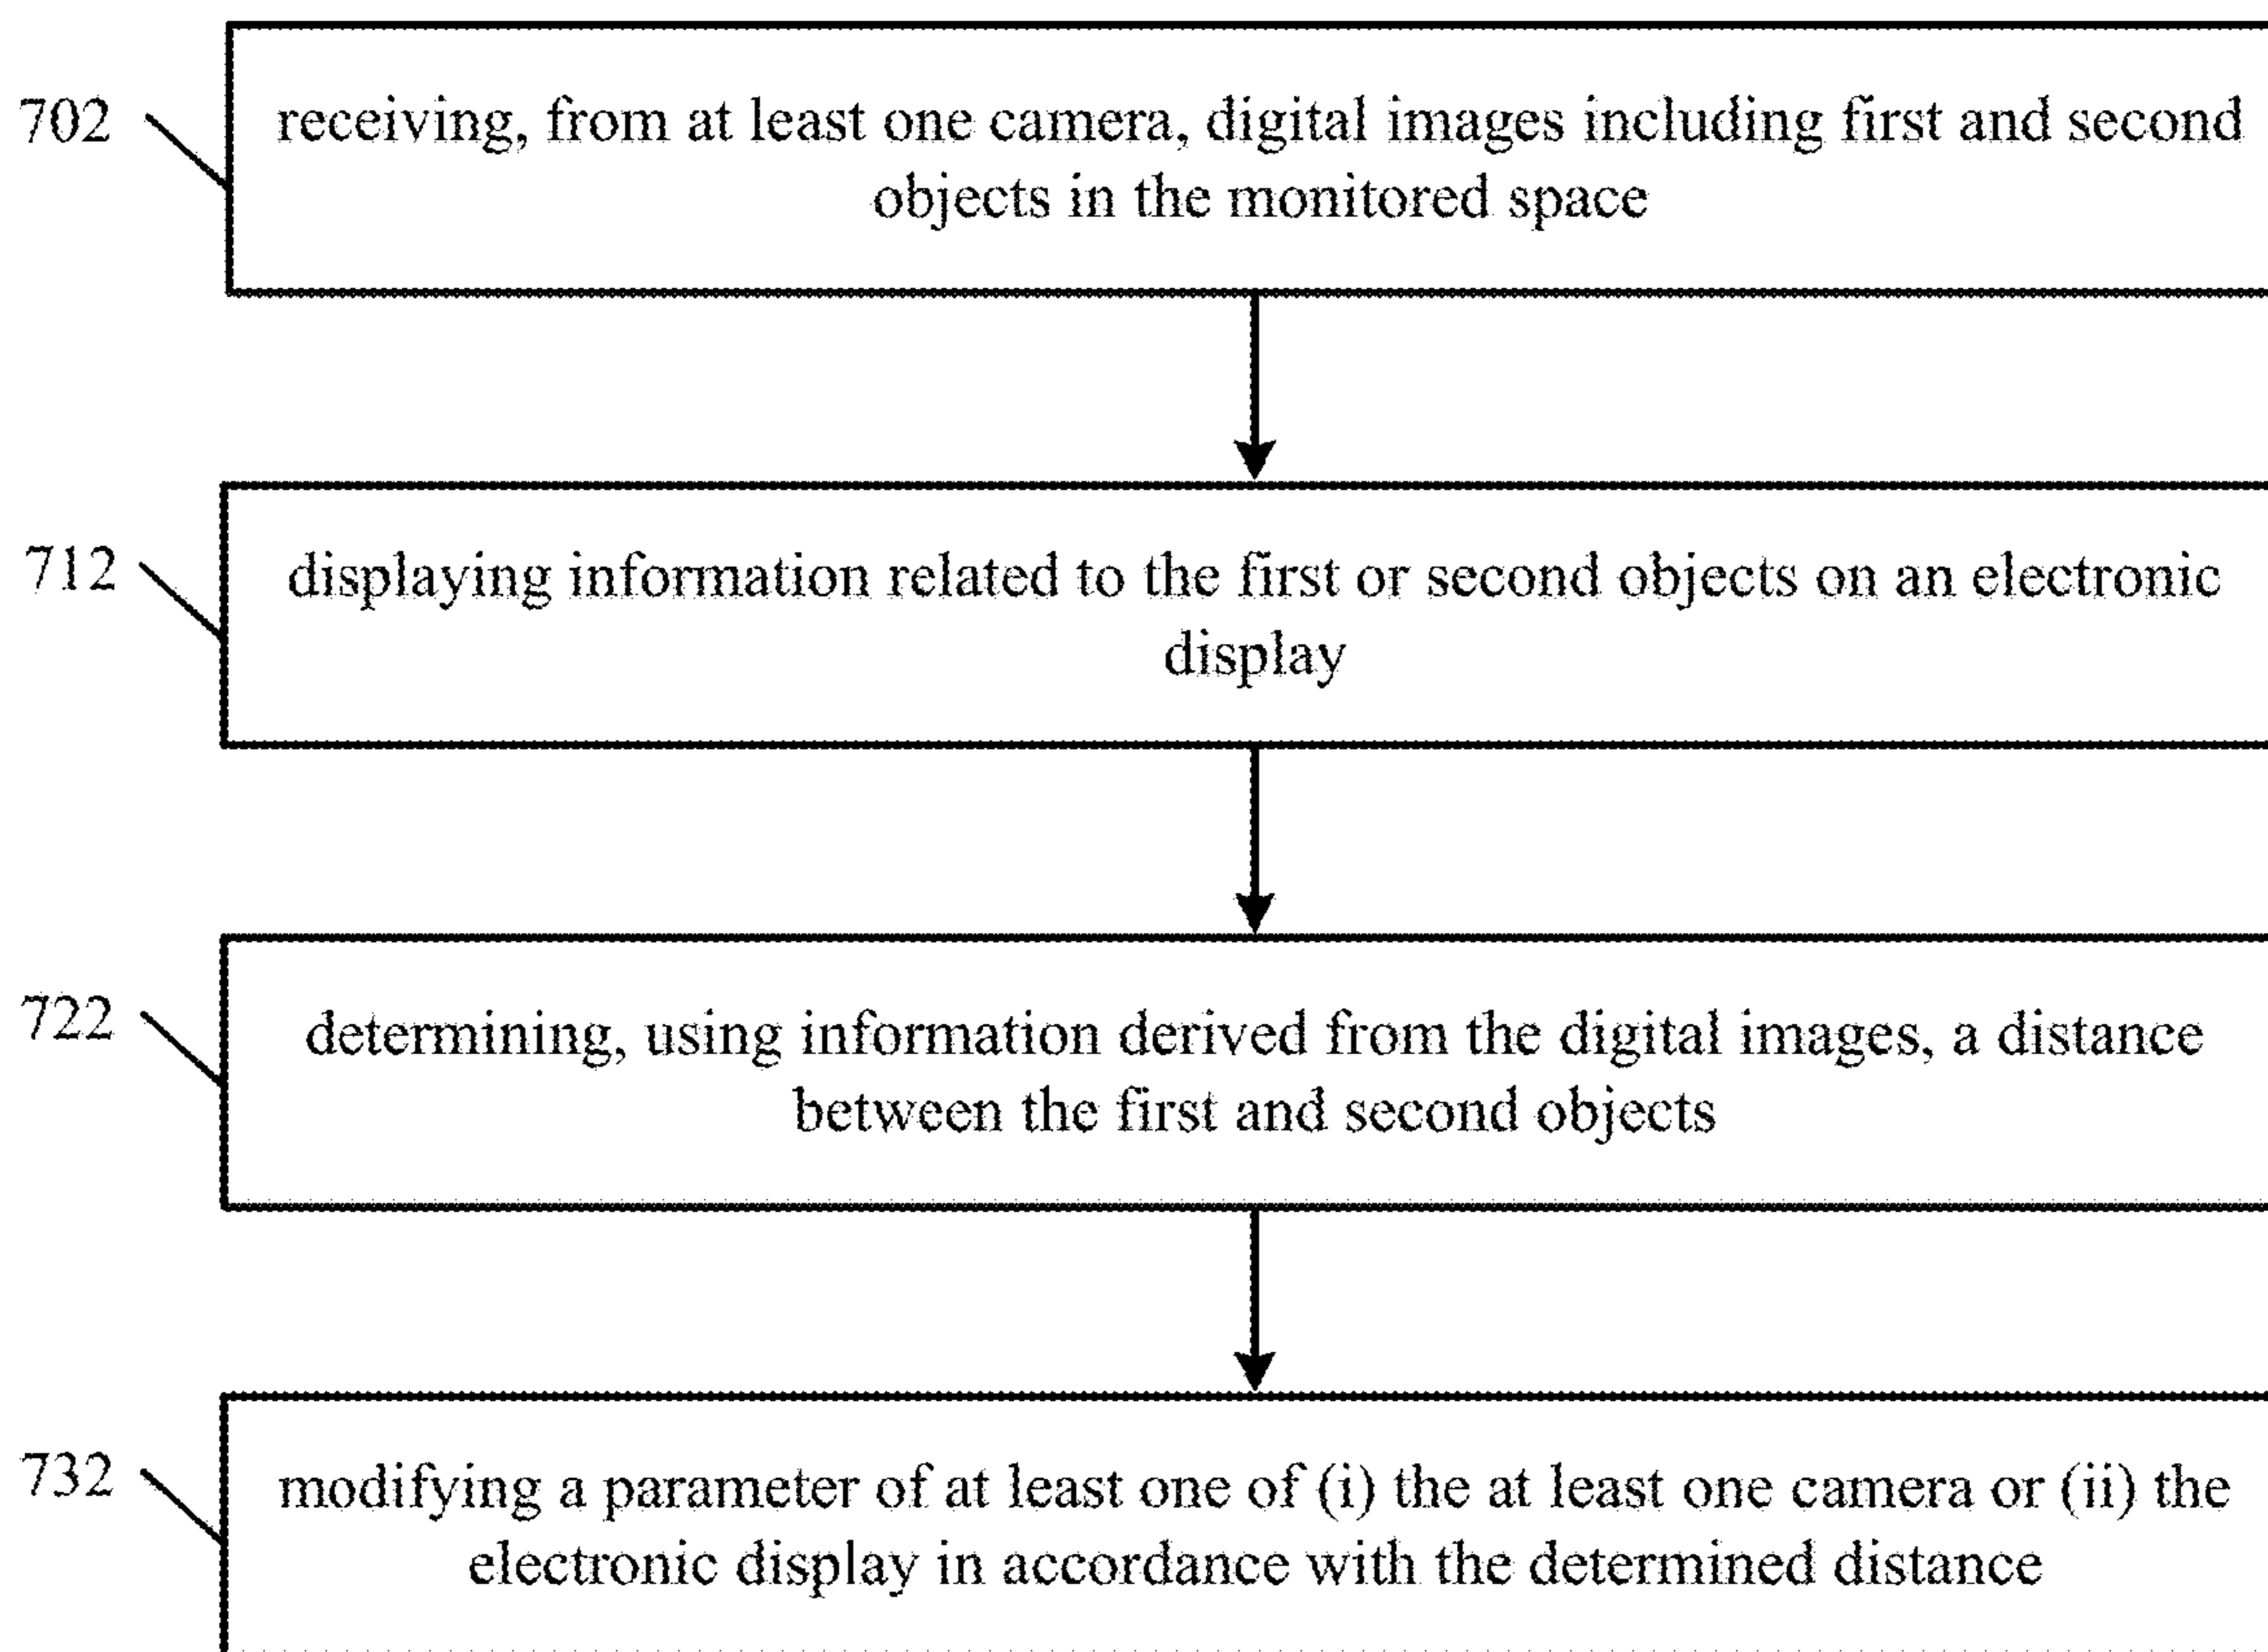 702
receiving, from at least one camera, digital images including first and second
objects in the monitored space
712
displaying information related to the first or second objects on an electronic
display
722
determining, using information derived from the digital images, a distance
between the first and second objects
732
modifying a parameter of at least one of (i) the at least one camera or (ii) the
electronic display in accordance with the determined distance